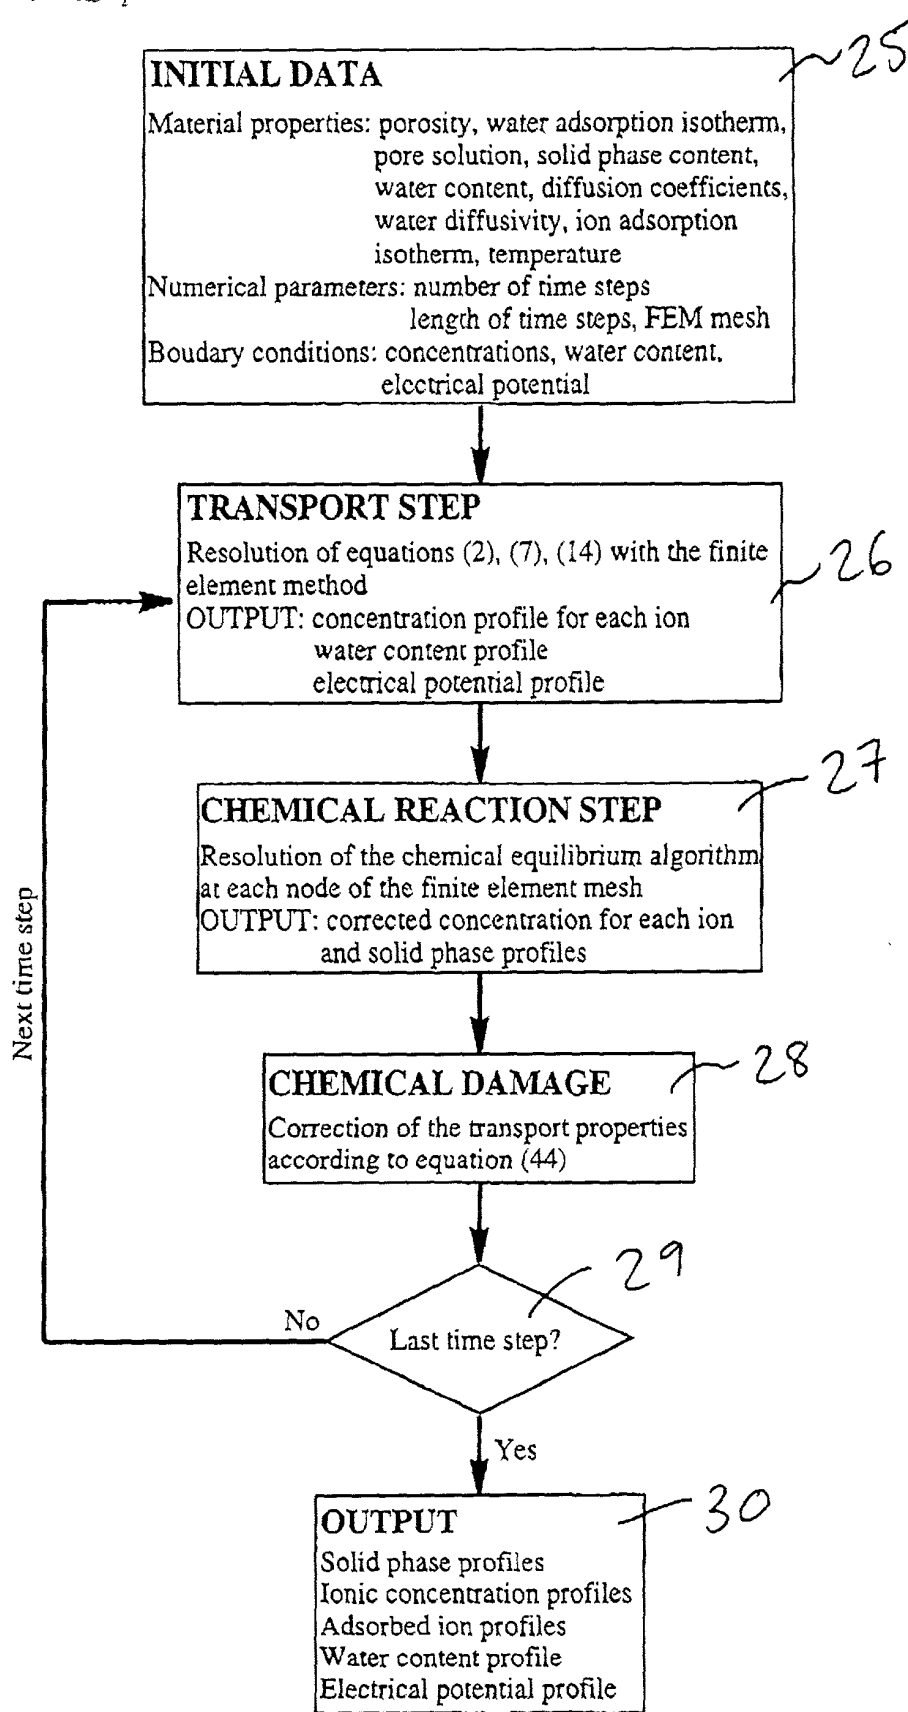 25
INITIAL DATA
Material properties: porosity, water adsorption isotherm,
pore solution, solid phase content,
water content, diffusion coefficients,
water diffusivity, ion adsorption
isotherm, temperature
Numerical parameters: number of time steps
length of time steps, FEM mesh
Boudary conditions: concentrations, water content,
electrical potential
TRANSPORT STEP
Resolution of equations (2), (7), (14) with the finite
element method
OUTPUT: concentration profile for each ion
water content profile
electrical potential profile
26
27
CHEMICAL REACTION STEP
Resolution of the chemical equilibrium algorithm
at each node of the finite element mesh
OUTPUT: corrected concentration for each ion
and solid phase profiles
Next time step
28
CHEMICAL DAMAGE
Correction of the transport properties
according to equation (44)
29
No
Last time step?
Yes
30
OUTPUT
Solid phase profiles
Ionic concentration profiles
Adsorbed ion profiles
Water content profile
Electrical potential profile